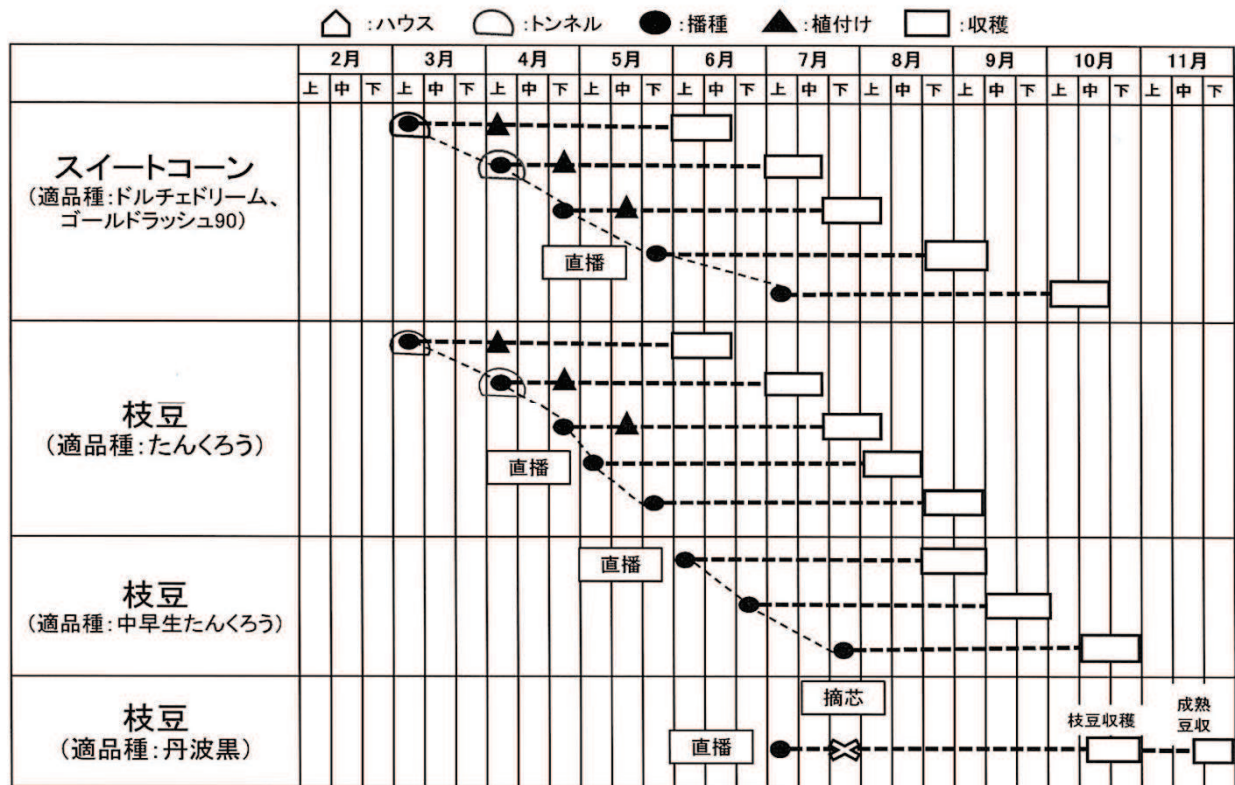 :ハウス :トンネル :播種 :植付け :収穫
2月 3月 4月 5月 6月 7月 8月 9月 10月 11月
上 中 下 上 中 下 上 中 下 上 中 下 上 中 下 上 中 下 上 中 下 上 中 下 上 中 下 上 中 下
スイートコーン
(適品種:ドルチェドリーム、
ゴールドラッシュ90)
直播
枝豆
(適品種:たんくろう)
直播
枝豆
(適品種:中早生たんくろう)
直播
枝豆
(適品種:丹波黒)
直播
摘芯
枝豆収穫
成熟
豆収